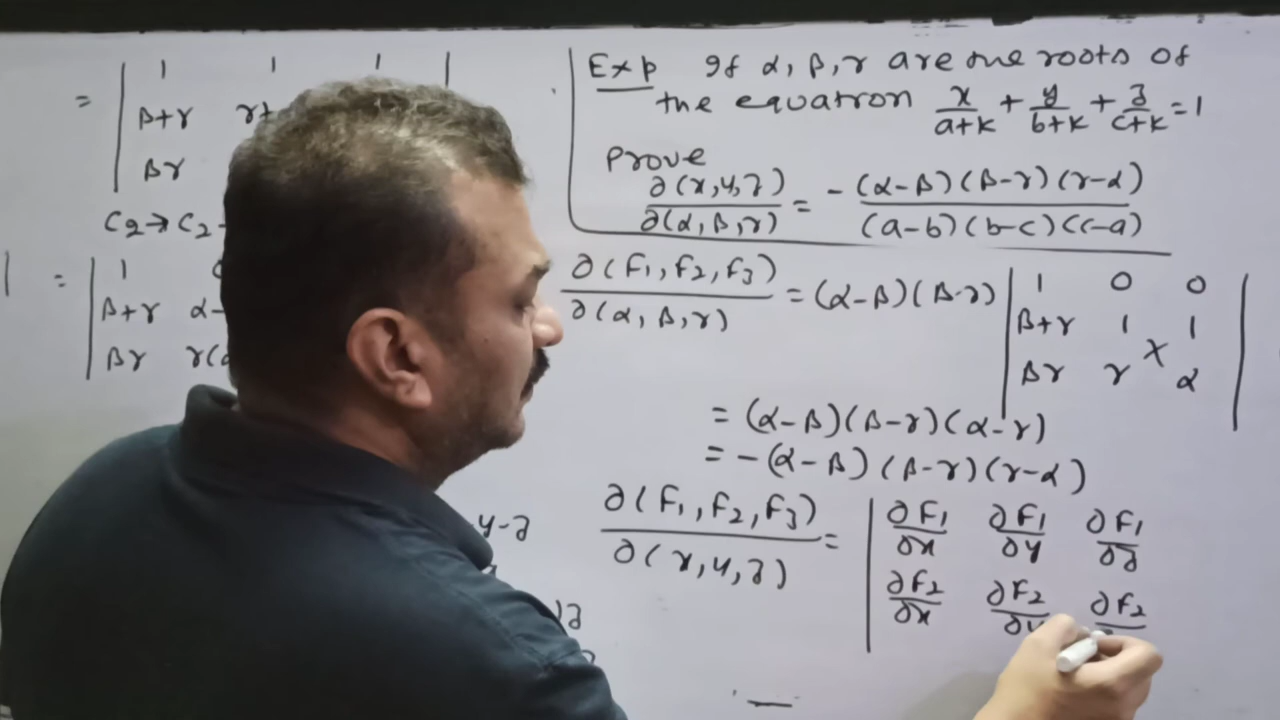 = | 1 1 1 |
β+γ γ+
βγ
C₂→C₂-
| = | 1
β+γ α-
βγ γ(
Exp If α, β, γ are the roots of
the equation x/(a+k) + y/(b+k) + z/(c+k) = 1
Prove
∂(x,y,z)/∂(α,β,γ) = - (α-β)(β-γ)(γ-α)/(a-b)(b-c)(c-a)
∂(F₁,F₂,F₃)/∂(α,β,γ) = (α-β)(β-γ) | 1 0 0 |
β+γ 1 1
βγ γ α
= (α-β)(β-γ)(α-γ)
= -(α-β)(β-γ)(γ-α)
y-z
∂(F₁,F₂,F₃)/∂(x,y,z) = | ∂F₁/∂x ∂F₁/∂y ∂F₁/∂z
∂F₂/∂x ∂F₂/∂y ∂F₂